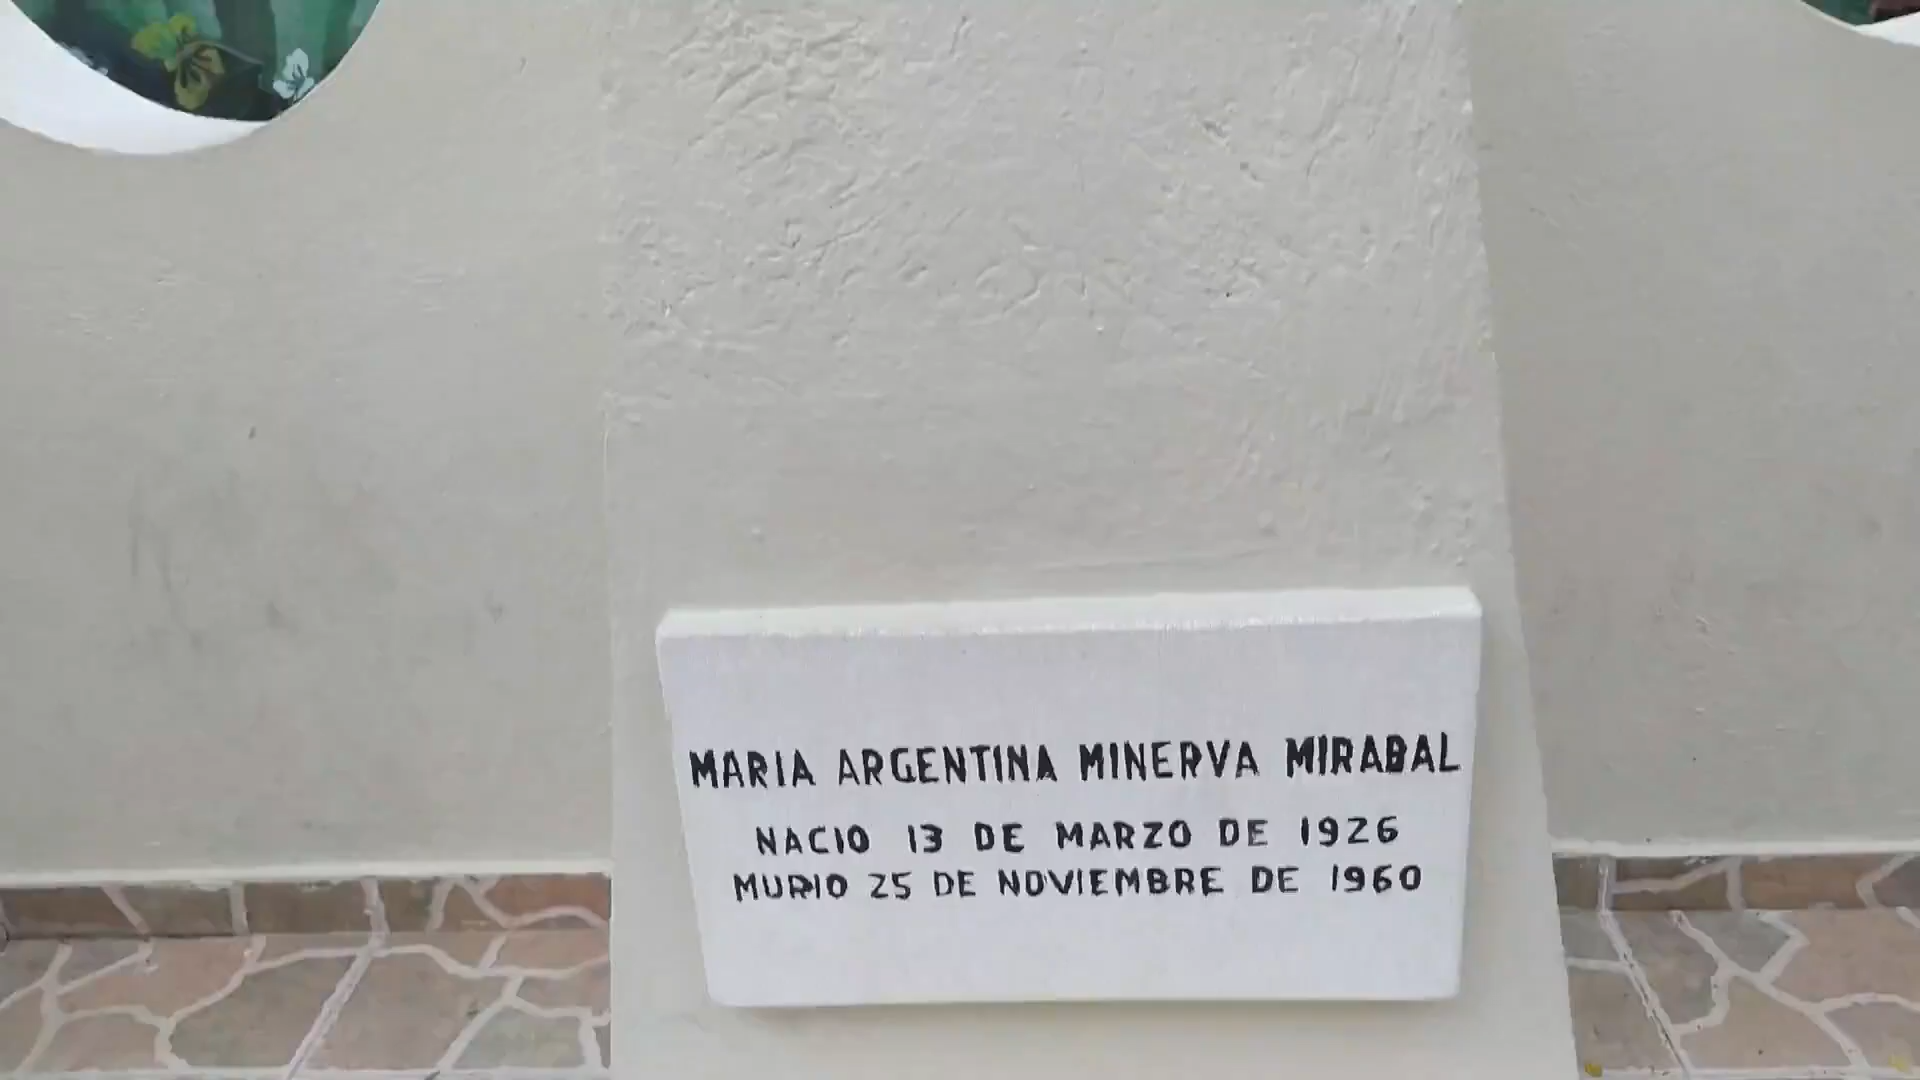 MARIA ARGENTINA MINERVA MIRABAL
NACIO 13 DE MARZO DE 1926
MURIO 25 DE NOVIEMBRE DE 1960